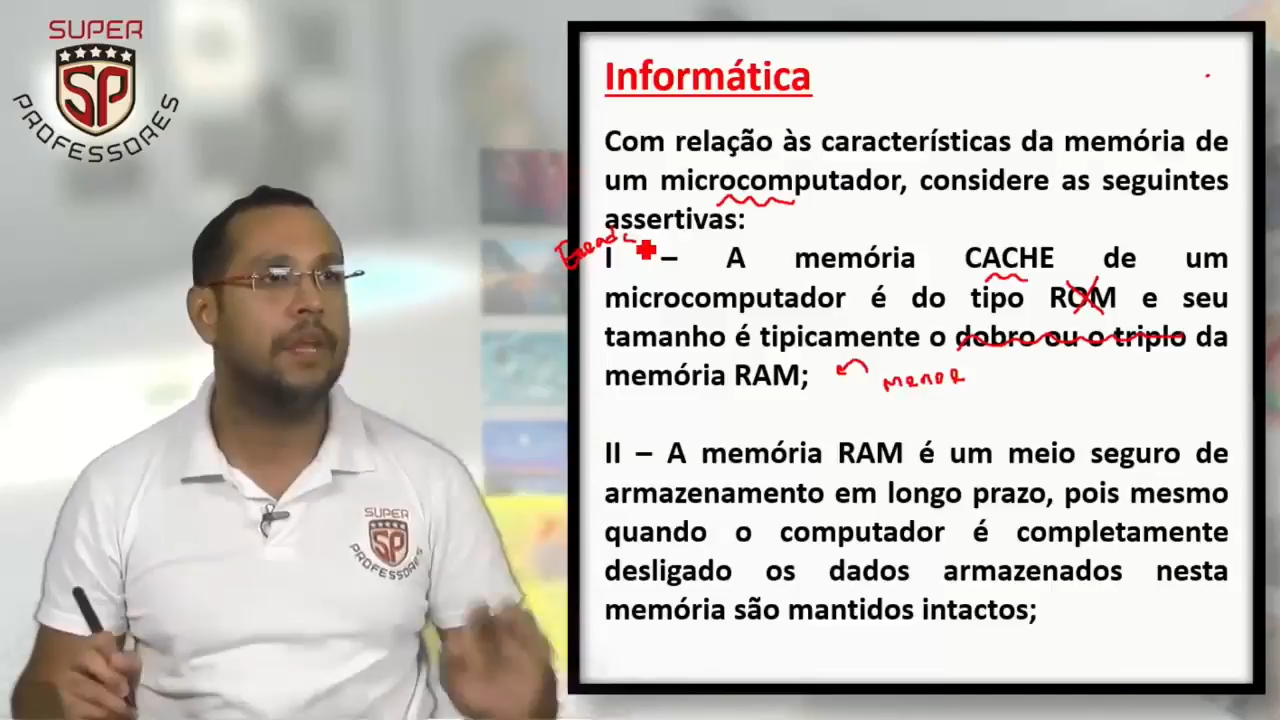 SUPER
SP
PROFESSORES
Informática
Com relação às características da memória de
um microcomputador, considere as seguintes
assertivas:
I – A memória CACHE de um
microcomputador é do tipo ROM e seu
tamanho é tipicamente o dobro ou o triplo da
memória RAM;
menor
II – A memória RAM é um meio seguro de
armazenamento em longo prazo, pois mesmo
quando o computador é completamente
desligado os dados armazenados nesta
memória são mantidos intactos;
SUPER
SP
PROFESSORES